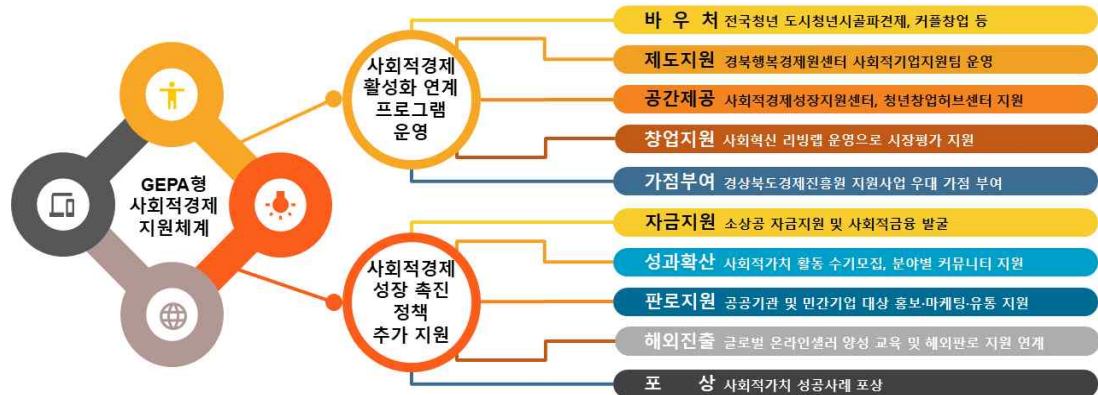 GEPA형
사회적경제
지원체계
사회적경제
활성화 연계
프로그램
운영
바 우 처 전국청년 도시청년시골파견제, 커플창업 등
제도지원 경북행복경제원센터 사회적기업지원팀 운영
공간제공 사회적경제성장지원센터, 청년창업허브센터 지원
창업지원 사회혁신 리빙랩 운영으로 시장평가 지원
가점부여 경상북도경제진흥원 지원사업 우대 가점 부여
사회적경제
성장 촉진
정책
추가 지원
자금지원 소상공 자금지원 및 사회적금융 발굴
성과확산 사회적가치 활동 수기모집, 분야별 커뮤니티 지원
판로지원 공공기관 및 민간기업 대상 홍보·마케팅·유통 지원
해외진출 글로벌 온라인셀러 양성 교육 및 해외판로 지원 연계
포 상 사회적가치 성공사례 포상